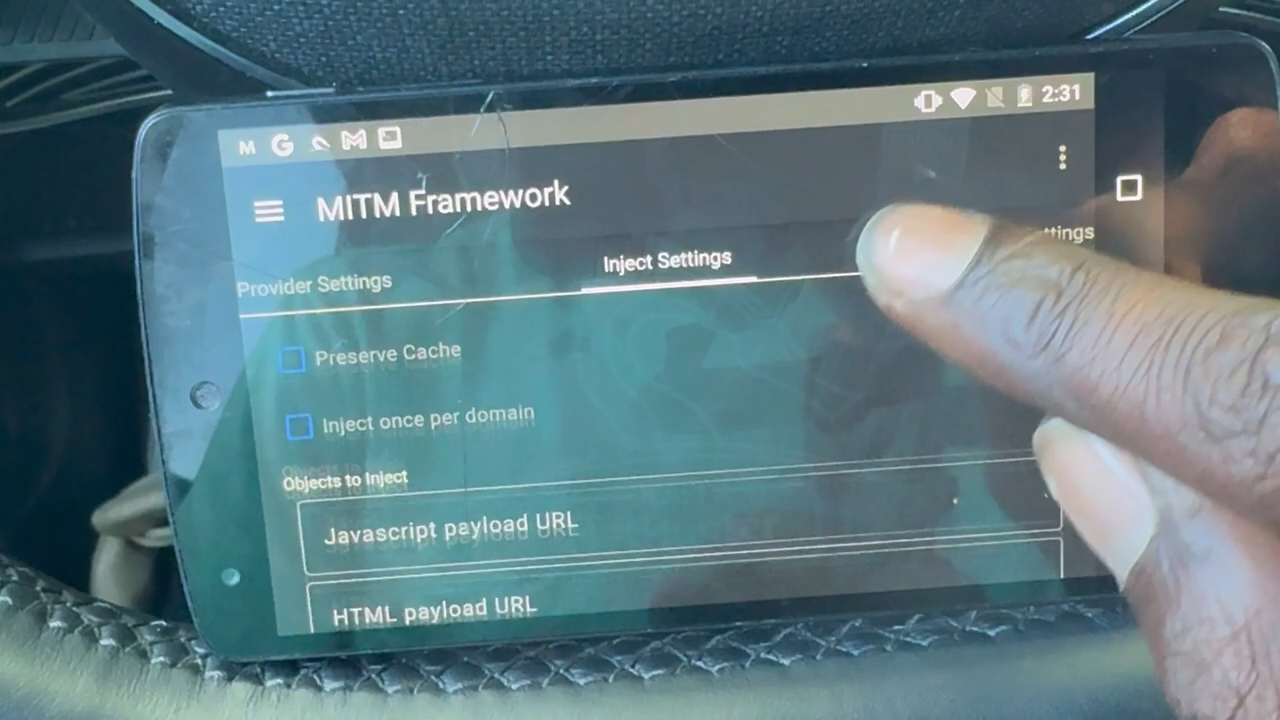 2:31
MITM Framework
Provider Settings
Inject Settings
Preserve Cache
Inject once per domain
Objects to Inject
Javascript payload URL
HTML payload URL